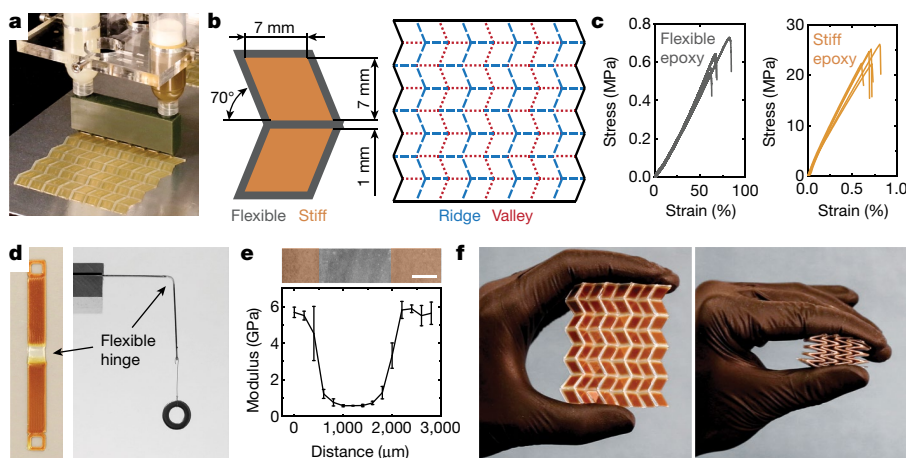 a
b
7 mm
7 mm
70°
1 mm
Flexible Stiff
Ridge Valley
c
Stress (MPa)
0.8
0.6
0.4
0.2
0.0
Flexible
epoxy
0 50 100
Strain (%)
Stress (MPa)
30
20
10
0
Stiff
epoxy
0.0 0.5 1.0
Strain (%)
d
Flexible
hinge
e
Modulus (GPa)
8
6
4
2
0
0 1,000 2,000 3,000
Distance (μm)
f